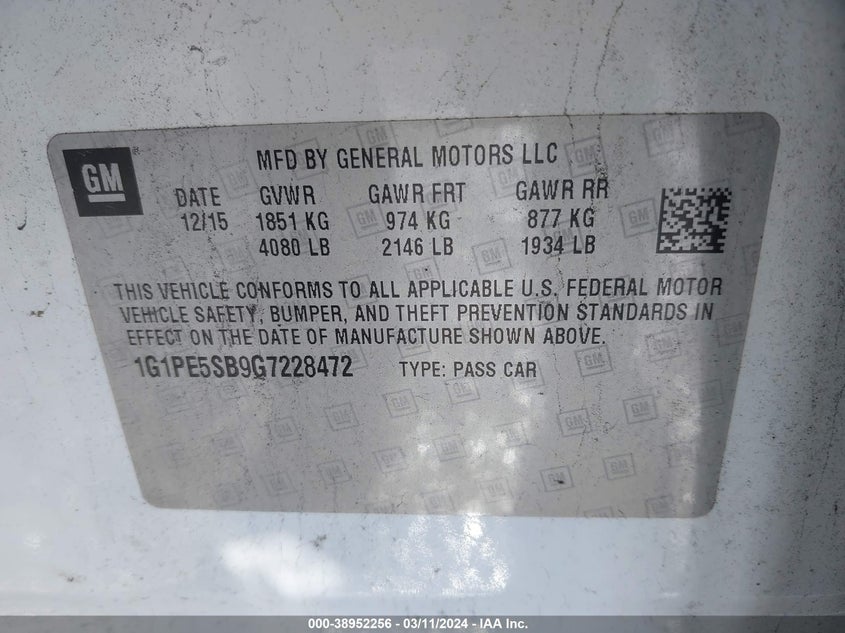 GM
MFD BY GENERAL MOTORS LLC
DATE GVWR GAWR FRT GAWR RR
12/15 1851 KG 974 KG 877 KG
4080 LB 2146 LB 1934 LB
THIS VEHICLE CONFORMS TO ALL APPLICABLE U.S. FEDERAL MOTOR
VEHICLE SAFETY, BUMPER, AND THEFT PREVENTION STANDARDS IN
EFFECT ON THE DATE OF MANUFACTURE SHOWN ABOVE.
1G1PE5SB9G7228472 TYPE: PASS CAR
000-38952256 - 03/11/2024 - IAA Inc.